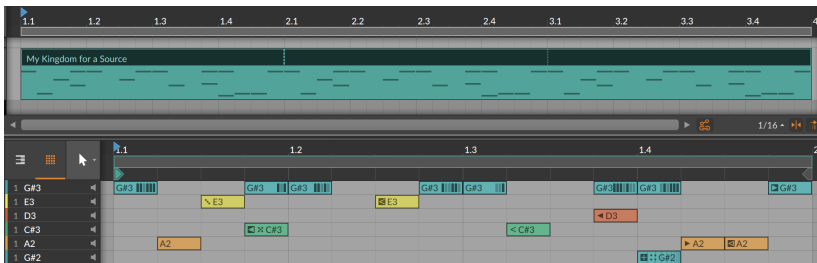 1.1 1.2 1.3 1.4 2.1 2.2 2.3 2.4 3.1 3.2 3.3 3.4 4
My Kingdom for a Source
1/16
1.1 1.2 1.3 1.4 2
1 G#3 G#3 G#3 G#3 G#3 G#3 G#3 G#3 G#3
1 E3 E3 E3
1 D3 D3
1 C#3 C#3 C#3
1 A2 A2 A2 A2
1 G#2 G#2